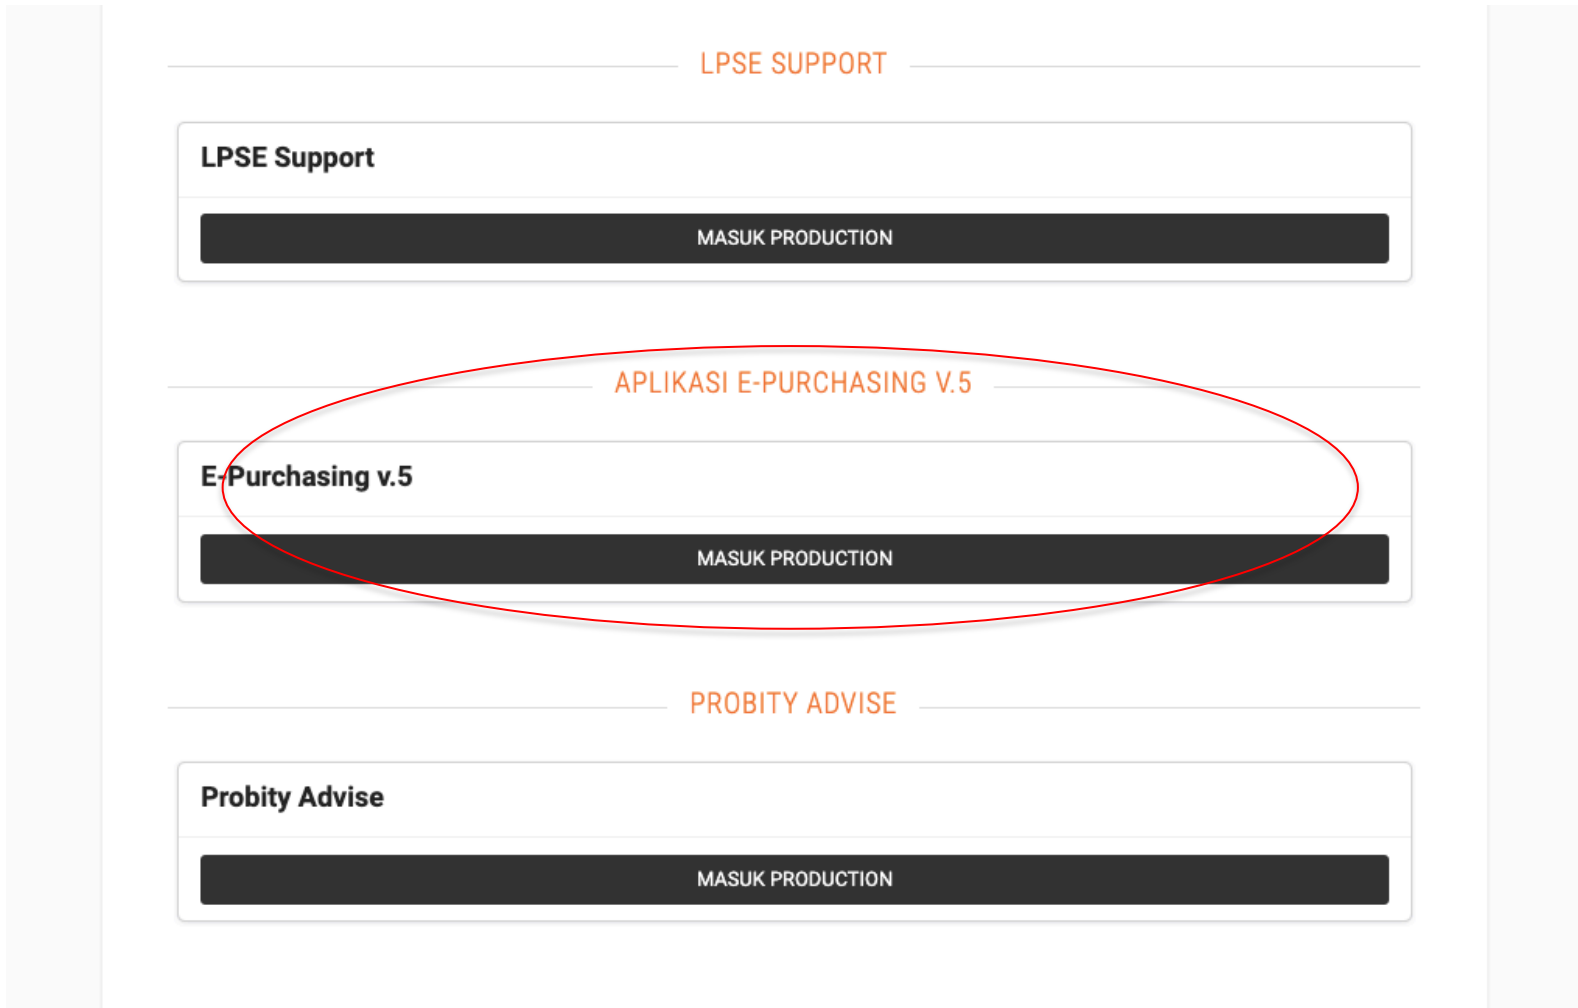 LPSE SUPPORT
LPSE Support
MASUK PRODUCTION
APLIKASI E-PURCHASING V.5
E-Purchasing v.5
MASUK PRODUCTION
PROBITY ADVISE
Probity Advise
MASUK PRODUCTION